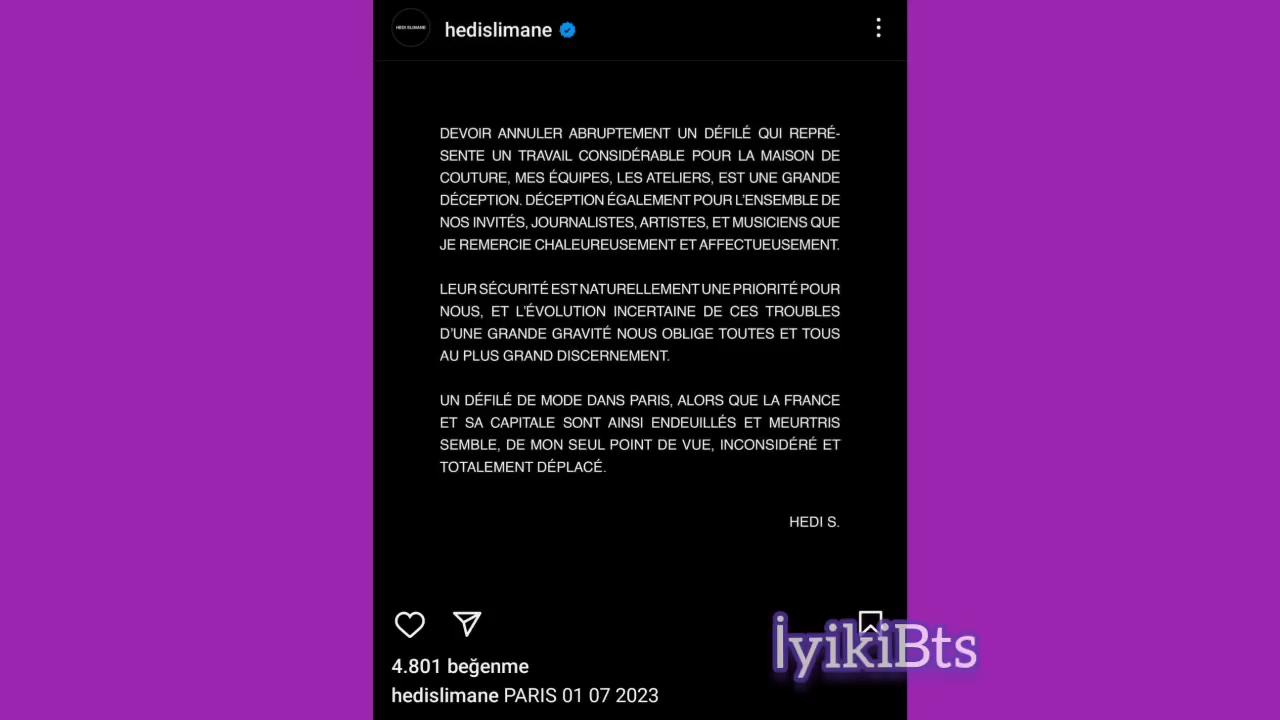 HEDI SLIMANE
hedislimane
DEVOIR ANNULER ABRUPTEMENT UN DÉFILÉ QUI REPRÉ-
SENTE UN TRAVAIL CONSIDÉRABLE POUR LA MAISON DE
COUTURE, MES ÉQUIPES, LES ATELIERS, EST UNE GRANDE
DÉCEPTION. DÉCEPTION ÉGALEMENT POUR L'ENSEMBLE DE
NOS INVITÉS, JOURNALISTES, ARTISTES, ET MUSICIENS QUE
JE REMERCIE CHALEUREUSEMENT ET AFFECTUEUSEMENT.
LEUR SÉCURITÉ EST NATURELLEMENT UNE PRIORITÉ POUR
NOUS, ET L'ÉVOLUTION INCERTAINE DE CES TROUBLES
D'UNE GRANDE GRAVITÉ NOUS OBLIGE TOUTES ET TOUS
AU PLUS GRAND DISCERNEMENT.
UN DÉFILÉ DE MODE DANS PARIS, ALORS QUE LA FRANCE
ET SA CAPITALE SONT AINSI ENDEUILLÉS ET MEURTRIS
SEMBLE, DE MON SEUL POINT DE VUE, INCONSIDÉRÉ ET
TOTALEMENT DÉPLACÉ.
HEDI S.
İyikiBts
4.801 beğenme
hedislimane PARIS 01 07 2023